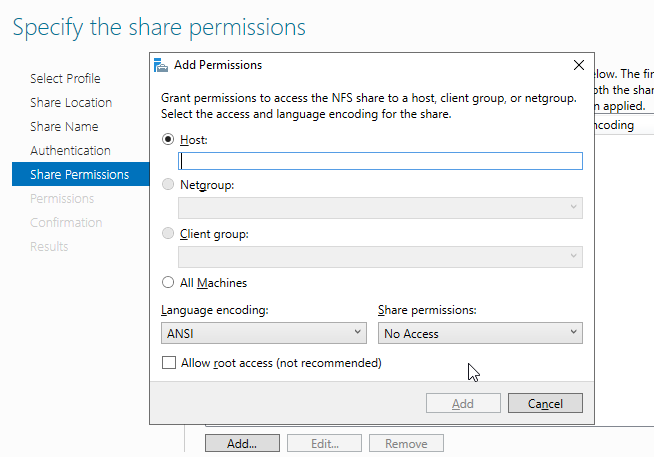 Specify the share permissions
Add Permissions
Select Profile
Share Location
Share Name
Authentication
Share Permissions
Permissions
Confirmation
Results
Grant permissions to access the NFS share to a host, client group, or netgroup.
Select the access and language encoding for the share.
Host:
Netgroup:
Client group:
All Machines
Language encoding:
Share permissions:
ANSI
No Access
Allow root access (not recommended)
Add
Cancel
elow. The fir
oth the shar
n applied.
ncoding
Add...
Edit...
Remove